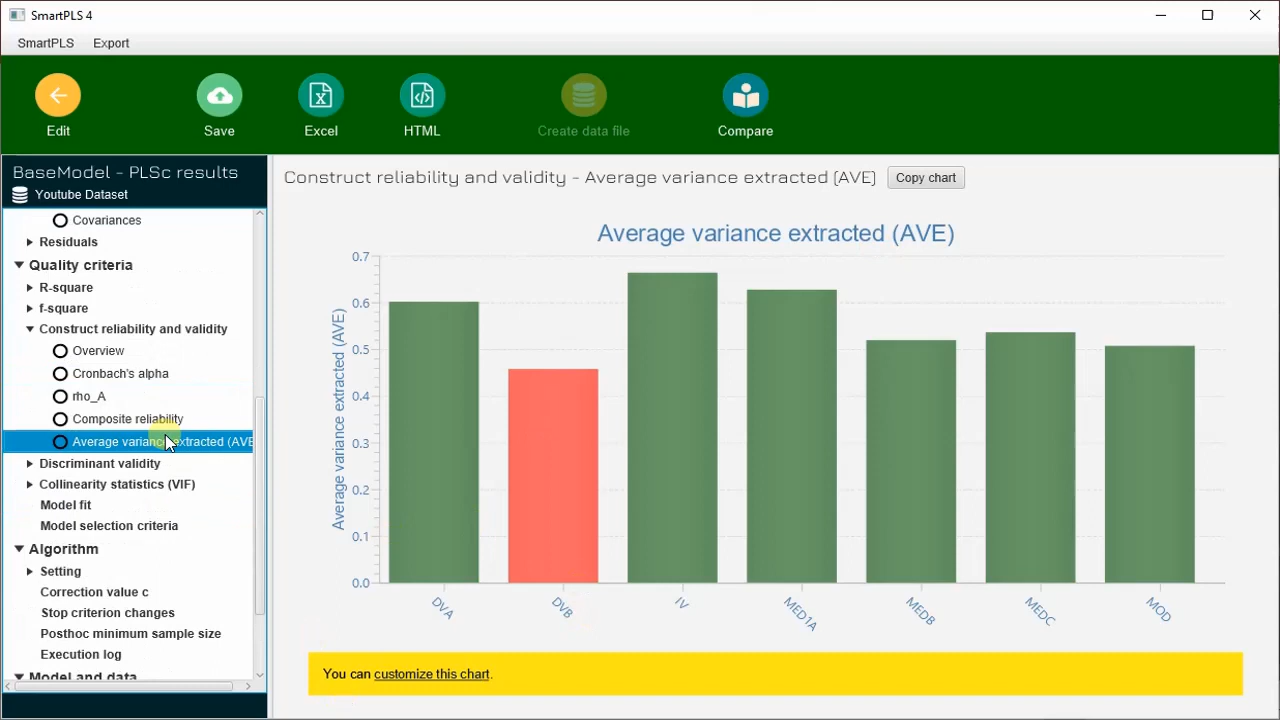 SmartPLS 4
SmartPLS Export
Edit Save Excel HTML Create data file Compare
BaseModel - PLSc results
Youtube Dataset
Covariances
Residuals
Quality criteria
R-square
f-square
Construct reliability and validity
Overview
Cronbach's alpha
rho_A
Composite reliability
Average variance extracted (AVE
Discriminant validity
Collinearity statistics (VIF)
Model fit
Model selection criteria
Algorithm
Setting
Correction value c
Stop criterion changes
Posthoc minimum sample size
Execution log
Model and data
Construct reliability and validity - Average variance extracted (AVE) Copy chart
Average variance extracted (AVE)
Average variance extracted (AVE)
0.7
0.6
0.5
0.4
0.3
0.2
0.1
0.0
DVA DVB IV MED1A MEDB MEDC MOD
You can customize this chart.